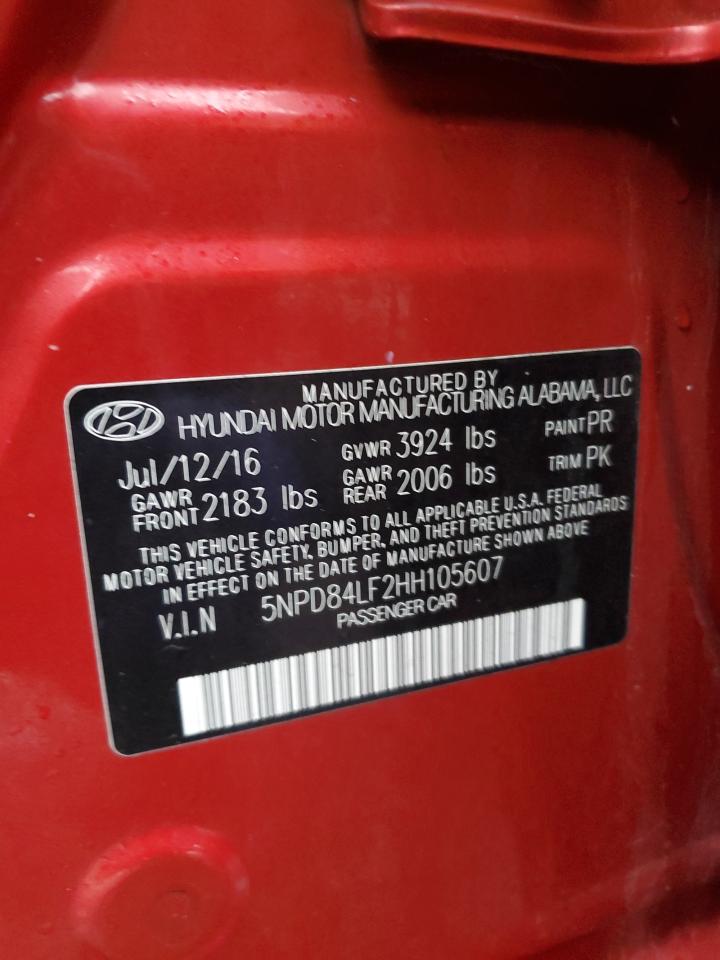 MANUFACTURED BY
HYUNDAI MOTOR MANUFACTURING ALABAMA, LLC
Jul/12/16 GVWR 3924 lbs PAINT PR
GAWR FRONT 2183 lbs GAWR REAR 2006 lbs TRIM PK
THIS VEHICLE CONFORMS TO ALL APPLICABLE U.S.A. FEDERAL
MOTOR VEHICLE SAFETY, BUMPER, AND THEFT PREVENTION STANDARDS
IN EFFECT ON THE DATE OF MANUFACTURE SHOWN ABOVE
V.I.N 5NPD84LF2HH105607
PASSENGER CAR